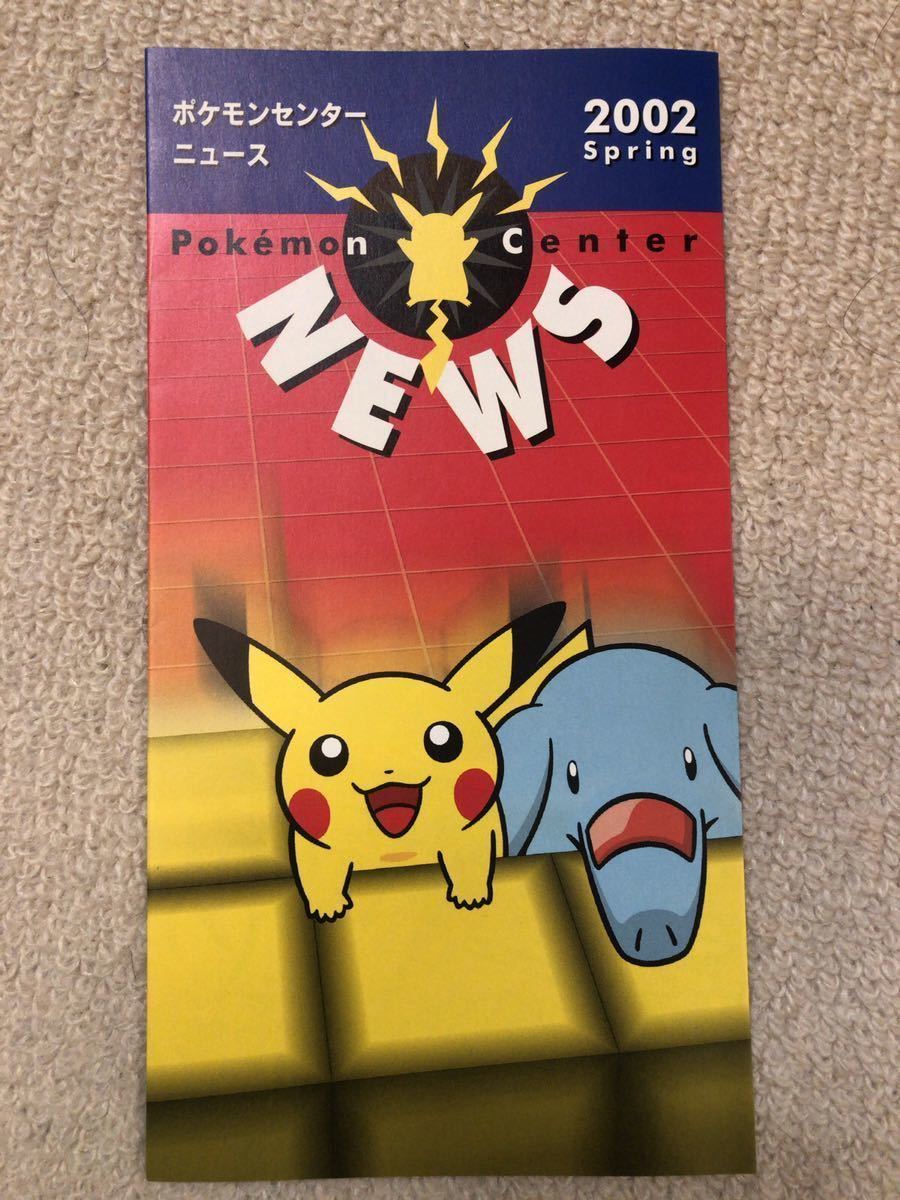 ポケモンセンター
ニュース
2002
Spring
Pokémon Center
NEWS